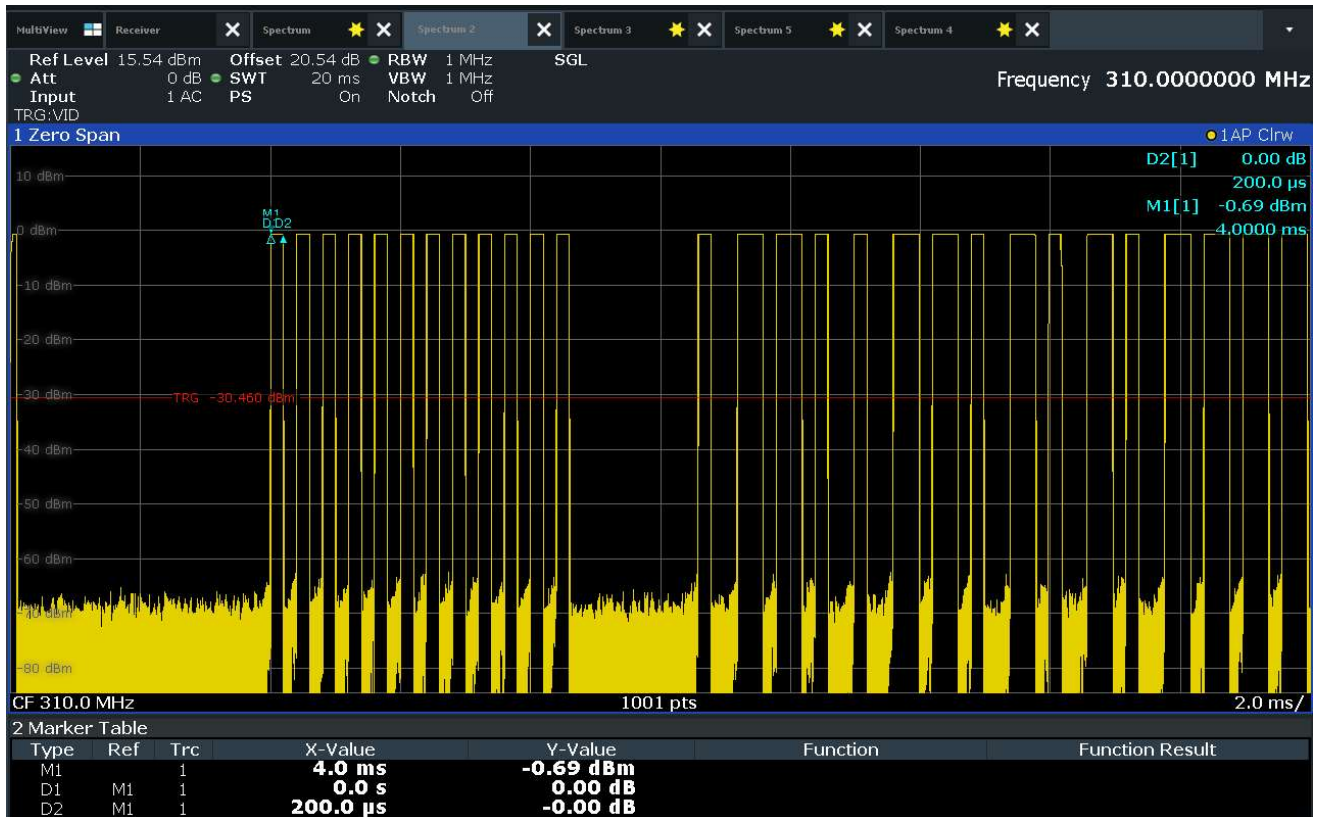 MultiView Receiver Spectrum Spectrum 2 Spectrum 3 Spectrum 5 Spectrum 4
Ref Level 15.54 dBm Offset 20.54 dB RBW 1 MHz SGL
Att 0 dB SWT 20 ms VBW 1 MHz
Input 1 AC PS On Notch Off
Frequency 310.0000000 MHz
TRG:VID
1 Zero Span 1AP Clrw
D2[1] 0.00 dB
200.0 µs
M1[1] -0.69 dBm
4.0000 ms
10 dBm
M1
D2
0 dBm
-10 dBm
-20 dBm
-30 dBm
TRG -30.460 dBm
-40 dBm
-50 dBm
-60 dBm
-70 dBm
-80 dBm
CF 310.0 MHz 1001 pts 2.0 ms/
2 Marker Table
Type Ref Trc X-Value Y-Value Function Function Result
M1 1 4.0 ms -0.69 dBm
D1 M1 1 0.0 s 0.00 dB
D2 M1 1 200.0 µs -0.00 dB